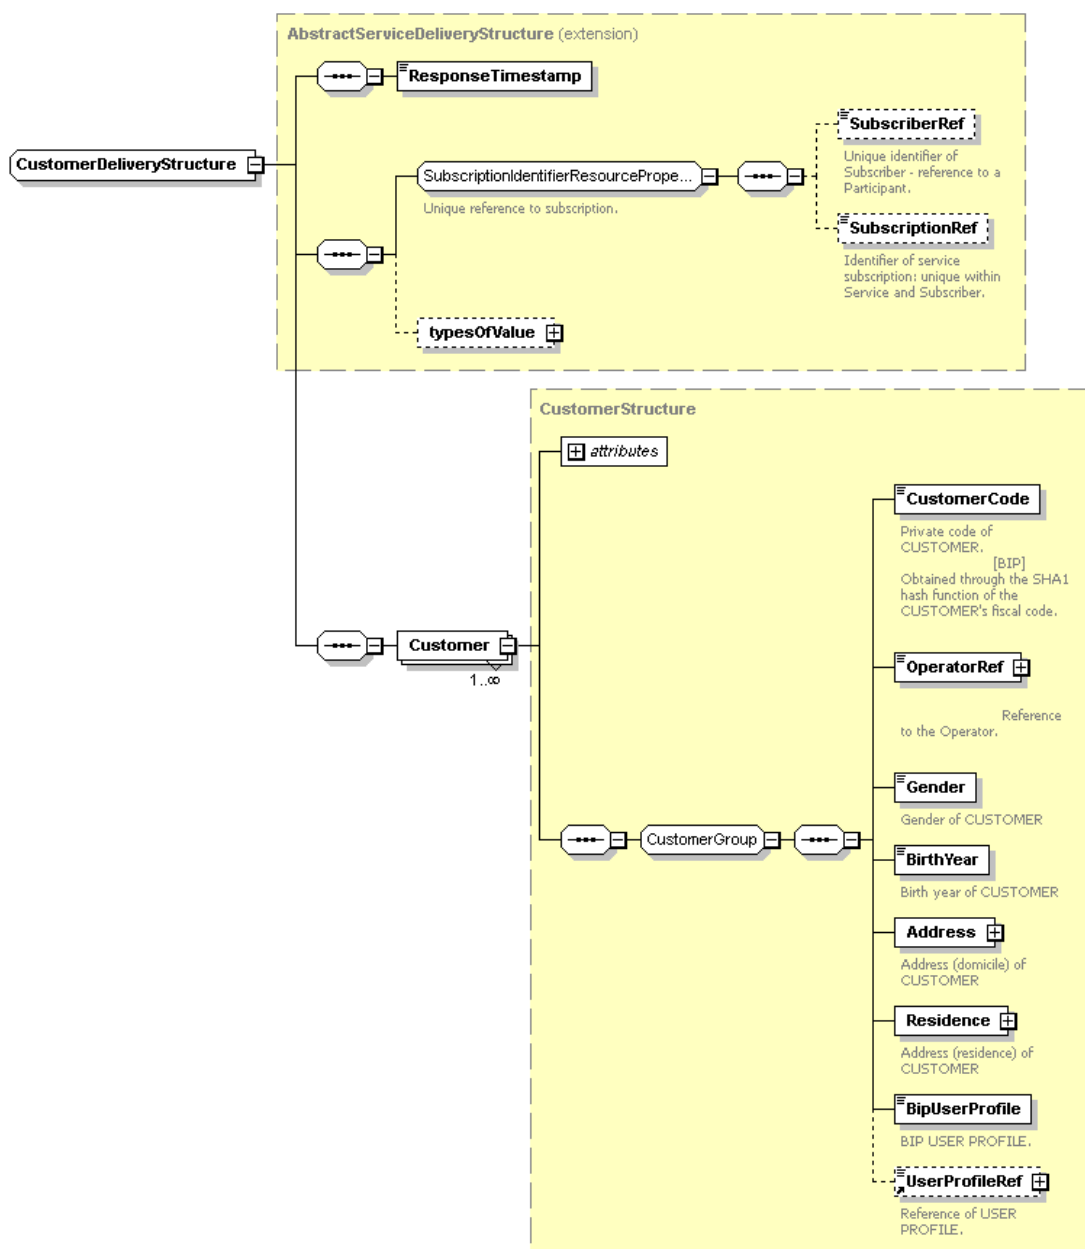 AbstractServiceDeliveryStructure (extension)
ResponseTimestamp
CustomerDeliveryStructure
SubscriberRef
Unique identifier of
Subscriber - reference to a
Participant.
SubscriptionIdentifierResourcePrope...
Unique reference to subscription.
SubscriptionRef
Identifier of service
subscription: unique within
Service and Subscriber.
typesOfValue
CustomerStructure
attributes
CustomerCode
Private code of
CUSTOMER.
[BIP]
Obtained through the SHA1
hash function of the
CUSTOMER's fiscal code.
Customer
1..∞
OperatorRef
Reference
to the Operator.
Gender
Gender of CUSTOMER
CustomerGroup
BirthYear
Birth year of CUSTOMER
Address
Address (domicile) of
CUSTOMER
Residence
Address (residence) of
CUSTOMER
BipUserProfile
BIP USER PROFILE.
UserProfileRef
Reference of USER
PROFILE.